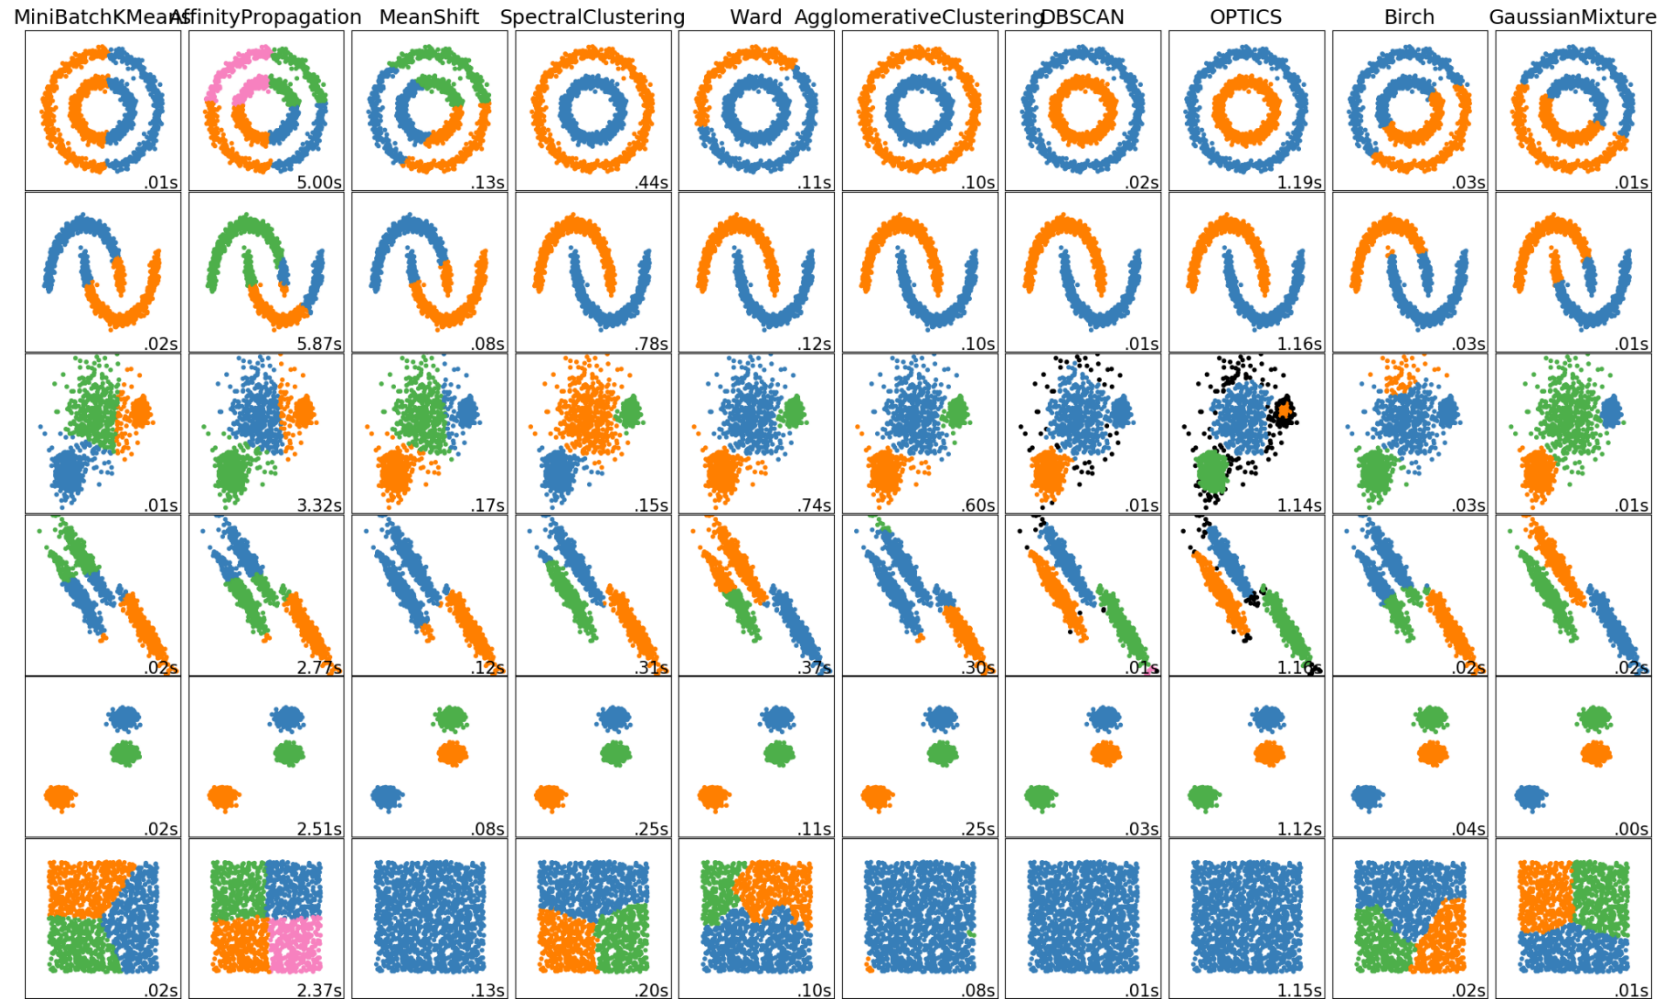 MiniBatchKMeans AffinityPropagation MeanShift SpectralClustering Ward AgglomerativeClustering DBSCAN OPTICS Birch GaussianMixture
.01s 5.00s .13s .44s .11s .10s .02s 1.19s .03s .01s
.02s 5.87s .08s .78s .12s .10s .01s 1.16s .03s .01s
.01s 3.32s .17s .15s .74s .60s .01s 1.14s .03s .01s
.02s 2.77s .12s .31s .37s .30s .01s 1.16s .02s .02s
.02s 2.51s .08s .25s .11s .25s .03s 1.12s .04s .00s
.02s 2.37s .13s .20s .10s .08s .01s 1.15s .02s .01s